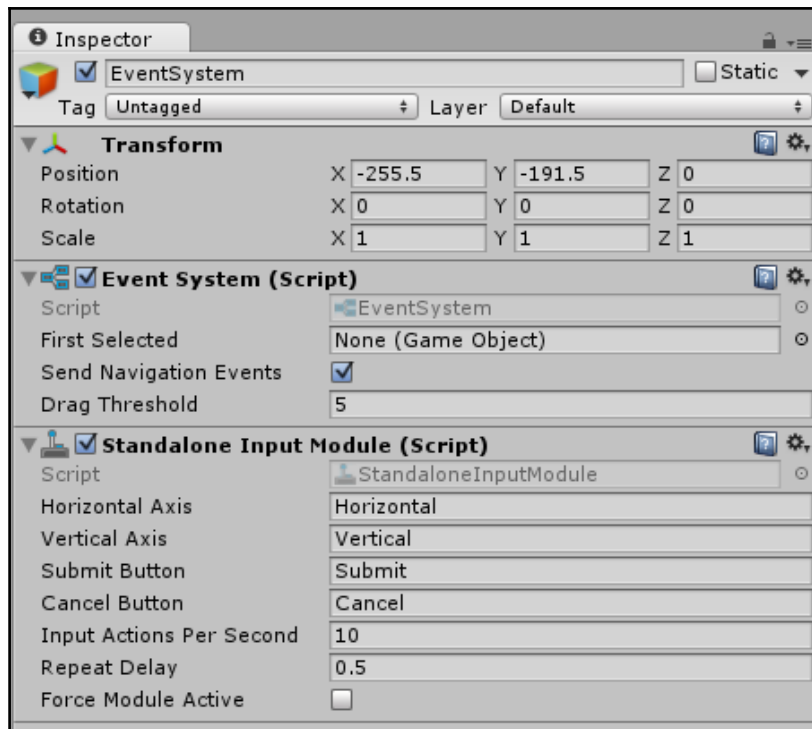 Inspector
EventSystem Static
Tag Untagged Layer Default
Transform
Position X -255.5 Y -191.5 Z 0
Rotation X 0 Y 0 Z 0
Scale X 1 Y 1 Z 1
Event System (Script)
Script EventSystem
First Selected None (Game Object)
Send Navigation Events
Drag Threshold 5
Standalone Input Module (Script)
Script StandaloneInputModule
Horizontal Axis Horizontal
Vertical Axis Vertical
Submit Button Submit
Cancel Button Cancel
Input Actions Per Second 10
Repeat Delay 0.5
Force Module Active